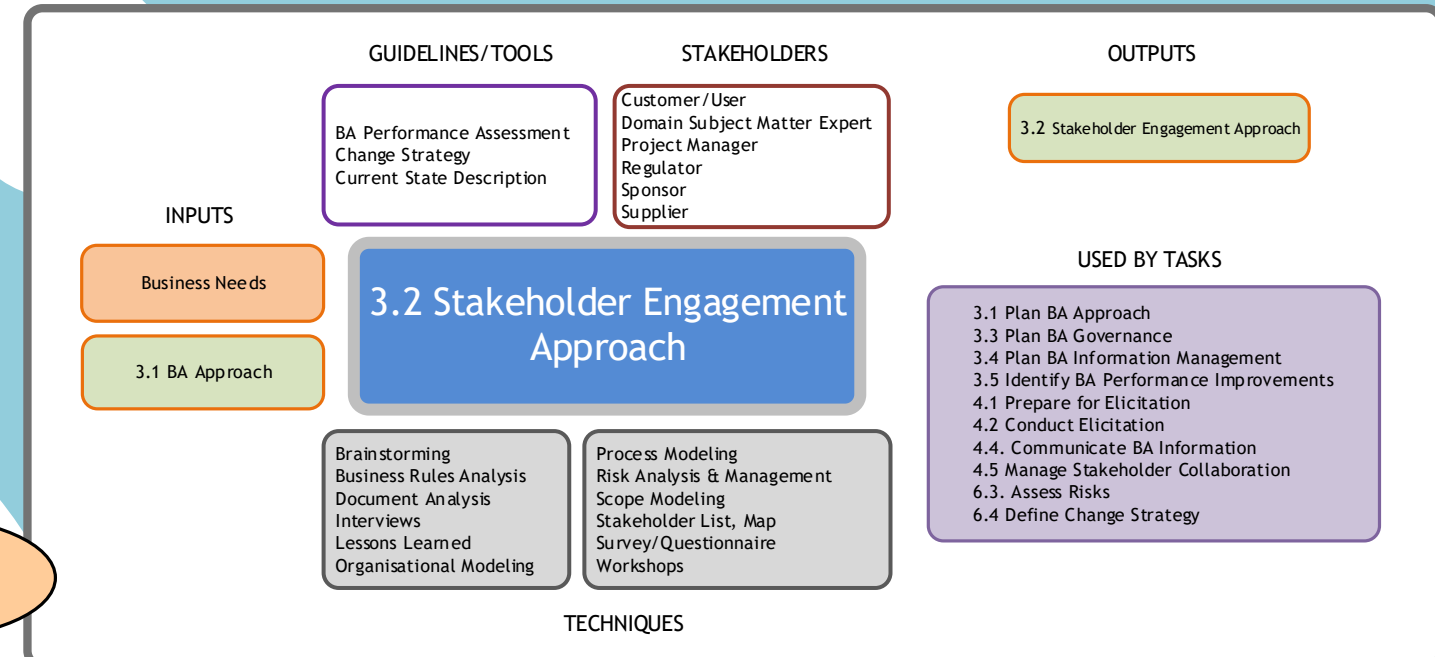 GUIDELINES/TOOLS
BA Performance Assessment
Change Strategy
Current State Description
STAKEHOLDERS
Customer/User
Domain Subject Matter Expert
Project Manager
Regulator
Sponsor
Supplier
OUTPUTS
3.2 Stakeholder Engagement Approach
INPUTS
Business Needs
3.1 BA Approach
3.2 Stakeholder Engagement
Approach
USED BY TASKS
3.1 Plan BA Approach
3.3 Plan BA Governance
3.4 Plan BA Information Management
3.5 Identify BA Performance Improvements
4.1 Prepare for Elicitation
4.2 Conduct Elicitation
4.4. Communicate BA Information
4.5 Manage Stakeholder Collaboration
6.3. Assess Risks
6.4 Define Change Strategy
Brainstorming
Business Rules Analysis
Document Analysis
Interviews
Lessons Learned
Organisational Modeling
Process Modeling
Risk Analysis & Management
Scope Modeling
Stakeholder List, Map
Survey/Questionnaire
Workshops
TECHNIQUES